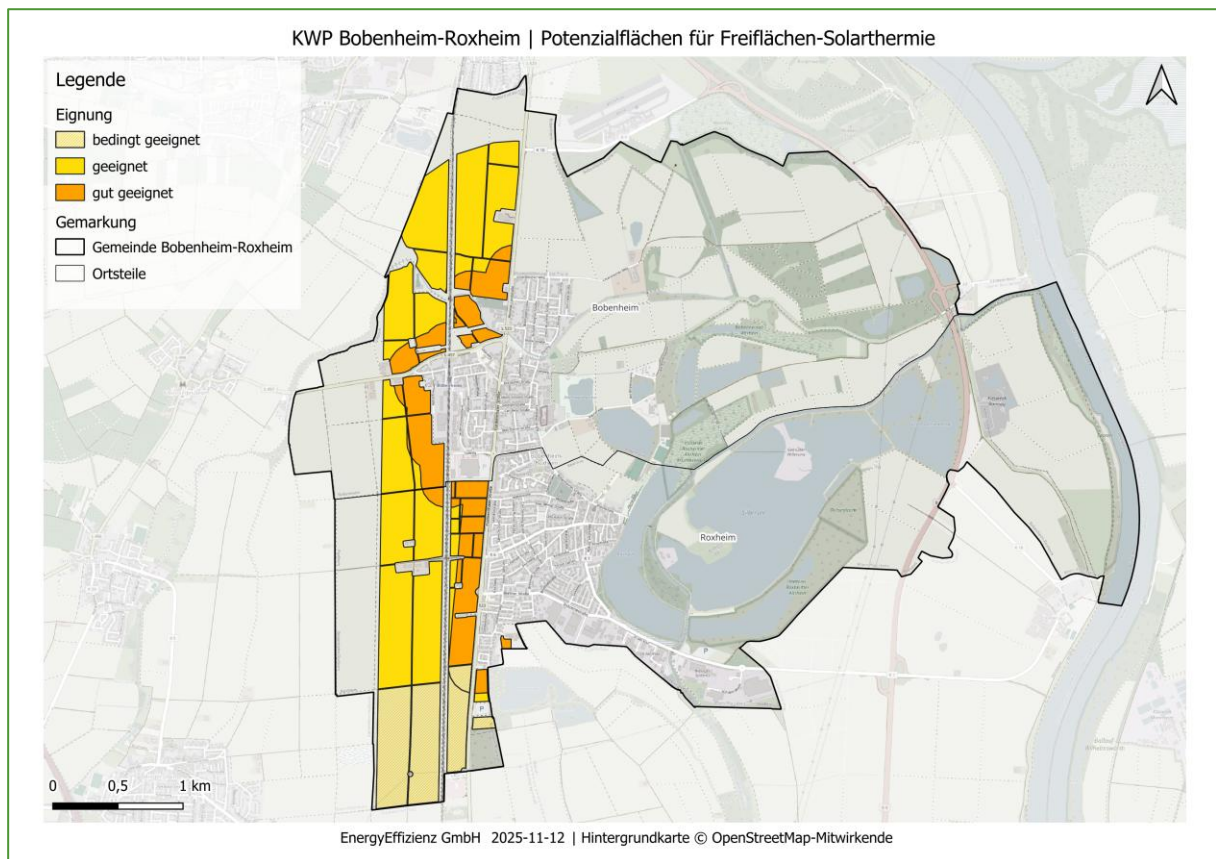 KWP Bobenheim-Roxheim | Potenzialflächen für Freiflächen-Solarthermie
Legende
Eignung
bedingt geeignet
geeignet
gut geeignet
Gemarkung
Gemeinde Bobenheim-Roxheim
Ortsteile
Bobenheim
Roxheim
P
P
0 0,5 1 km
EnergyEffizienz GmbH 2025-11-12 | Hintergrundkarte © OpenStreetMap-Mitwirkende